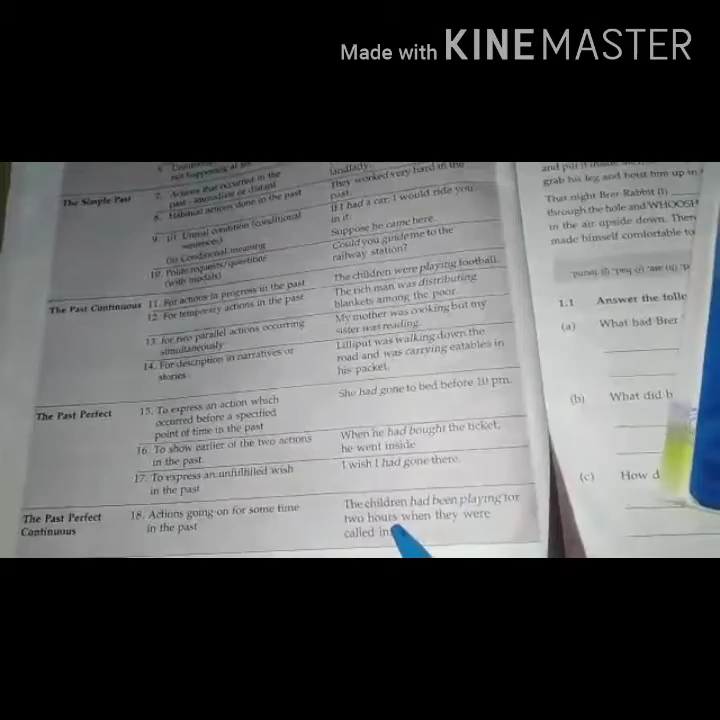 Made with KINEMASTER
not happening at
landlady.
The Simple Past
7. Actions that occurred in the
past - immediate or distant
They worked very hard in the
past.
8. Habitual actions done in the past
If I had a car, I would ride you
in it.
9. (i) Unreal condition (conditional
sentences)
Suppose he came here.
(ii) Conditional meaning
Could you guide me to the
railway station?
10. Polite requests/questions
(with modals)
The Past Continuous
11. For actions in progress in the past
The children were playing football.
12. For temporary actions in the past
The rich man was distributing
blankets among the poor.
13. For two parallel actions occurring
simultaneously
My mother was cooking but my
sister was reading.
14. For description in narratives or
stories
Lilliput was walking down the
road and was carrying eatables in
his packet.
The Past Perfect
15. To express an action which
occurred before a specified
point of time in the past
She had gone to bed before 10 pm.
16. To show earlier of the two actions
in the past.
When he had bought the ticket,
he went inside.
17. To express an unfulfilled wish
in the past
I wish I had gone there.
The Past Perfect
Continuous
18. Actions going on for some time
in the past
The children had been playing for
two hours when they were
called in
and put it
grab his leg and hoist him up in
That night Brer Rabbit (i)
through the hole and WHOOSH
in the air upside down. There
made himself comfortable to
1.1 Answer the follo
(a) What had Brer
(b) What did b
(c) How d